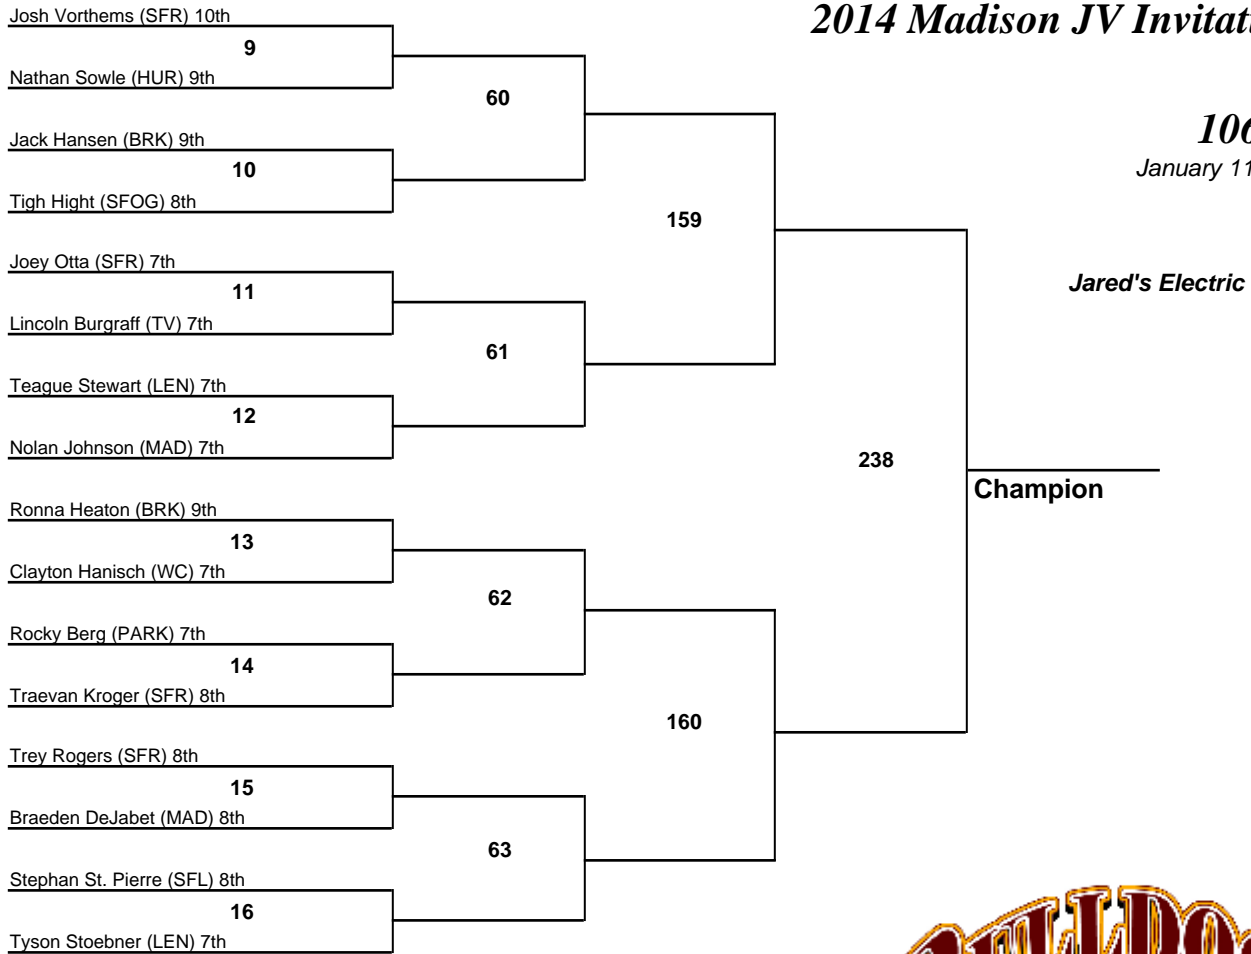 Josh Vorthems (SFR) 10th
2014 Madison JV Invitati
9
Nathan Sowle (HUR) 9th
60
106
Jack Hansen (BRK) 9th
10
January 11
Tigh Hight (SFOG) 8th
159
Joey Otta (SFR) 7th
Jared's Electric
11
Lincoln Burgraff (TV) 7th
61
Teague Stewart (LEN) 7th
12
Nolan Johnson (MAD) 7th
238
Champion
Ronna Heaton (BRK) 9th
13
Clayton Hanisch (WC) 7th
62
Rocky Berg (PARK) 7th
14
Traevan Kroger (SFR) 8th
160
Trey Rogers (SFR) 8th
15
Braeden DeJabet (MAD) 8th
63
Stephan St. Pierre (SFL) 8th
16
Tyson Stoebner (LEN) 7th